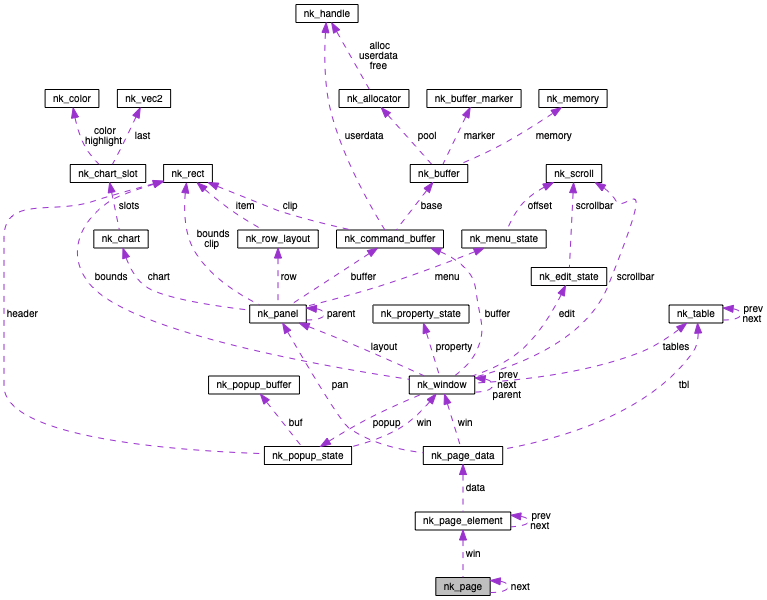 nk_handle
alloc
userdata
free
nk_color
nk_vec2
nk_allocator
nk_buffer_marker
nk_memory
color
highlight
last
userdata
pool
marker
memory
nk_chart_slot
nk_rect
nk_buffer
nk_scroll
slots
item
clip
base
offset
scrollbar
nk_chart
bounds
clip
nk_row_layout
nk_command_buffer
nk_menu_state
bounds
chart
row
buffer
menu
nk_edit_state
scrollbar
header
nk_panel
parent
nk_property_state
buffer
edit
nk_table
prev
next
layout
property
tables
nk_popup_buffer
pan
nk_window
prev
next
parent
tbl
buf
popup
win
win
nk_popup_state
nk_page_data
data
nk_page_element
prev
next
win
nk_page
next